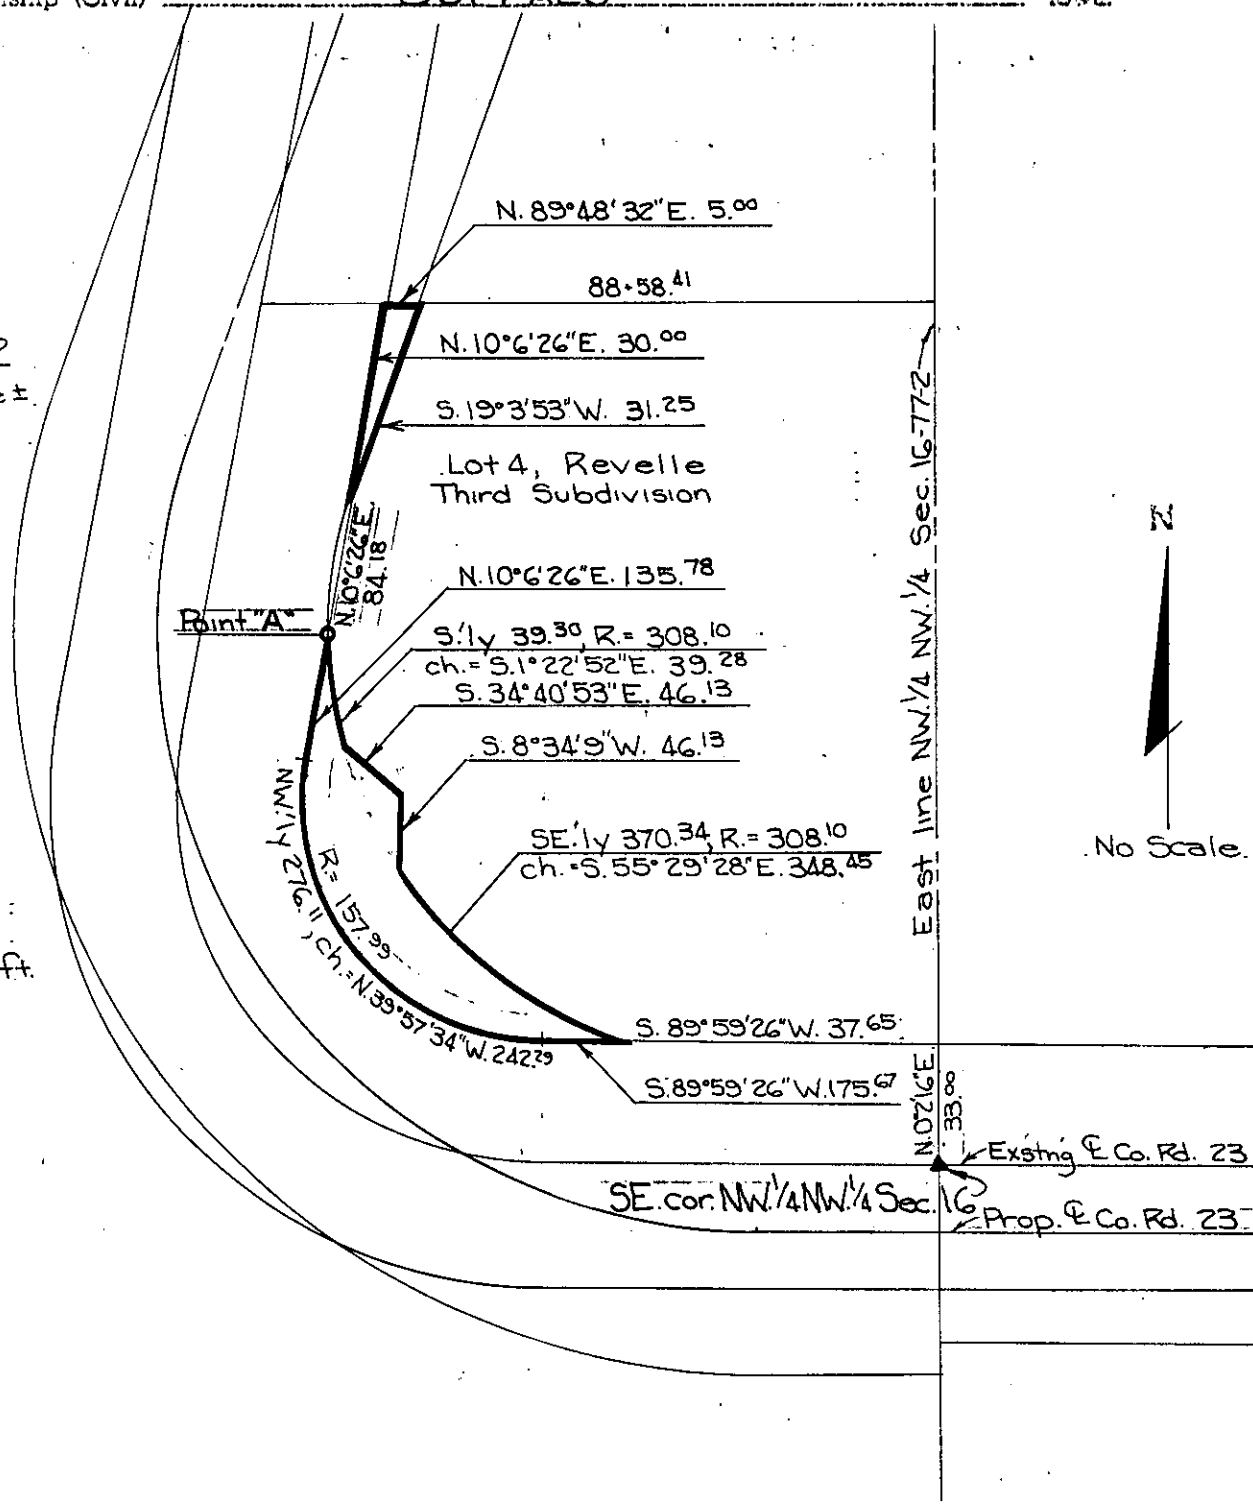 N. 89°48'32"E. 5.00
88+58.41
N. 10°6'26"E. 30.00
S. 19°3'53"W. 31.25
Lot 4, Revelle
Third Subdivision
N. 10°6'26"E.
84.18
East line NW.1/4 NW.1/4 Sec. 16-77-2
N
N. 10°6'26"E. 135.78
Point "A"
S.'ly 39.30, R.= 308.10
ch.= S.1°22'52"E. 39.28
S. 34°40'53"E. 46.13
S. 8°34'9"W. 46.13
SE.'ly 370.34, R.= 308.10
ch.=S. 55°29'28"E. 348.45
No Scale.
NW.'ly 276.11, ch.=N.39°57'34"W. 242.29
R= 157.99
ft.
S. 89°59'26"W. 37.65
S. 89°59'26"W. 175.67
N.0°2'16"E.
33.00
Exstng ℄ Co. Rd. 23
SE. cor. NW.1/4 NW.1/4 Sec. 16
Prop. ℄ Co. Rd. 23